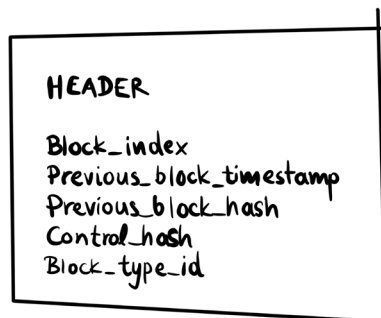 HEADER
Block_index
Previous_block_timestamp
Previous_block_hash
Control_hash
Block_type_id